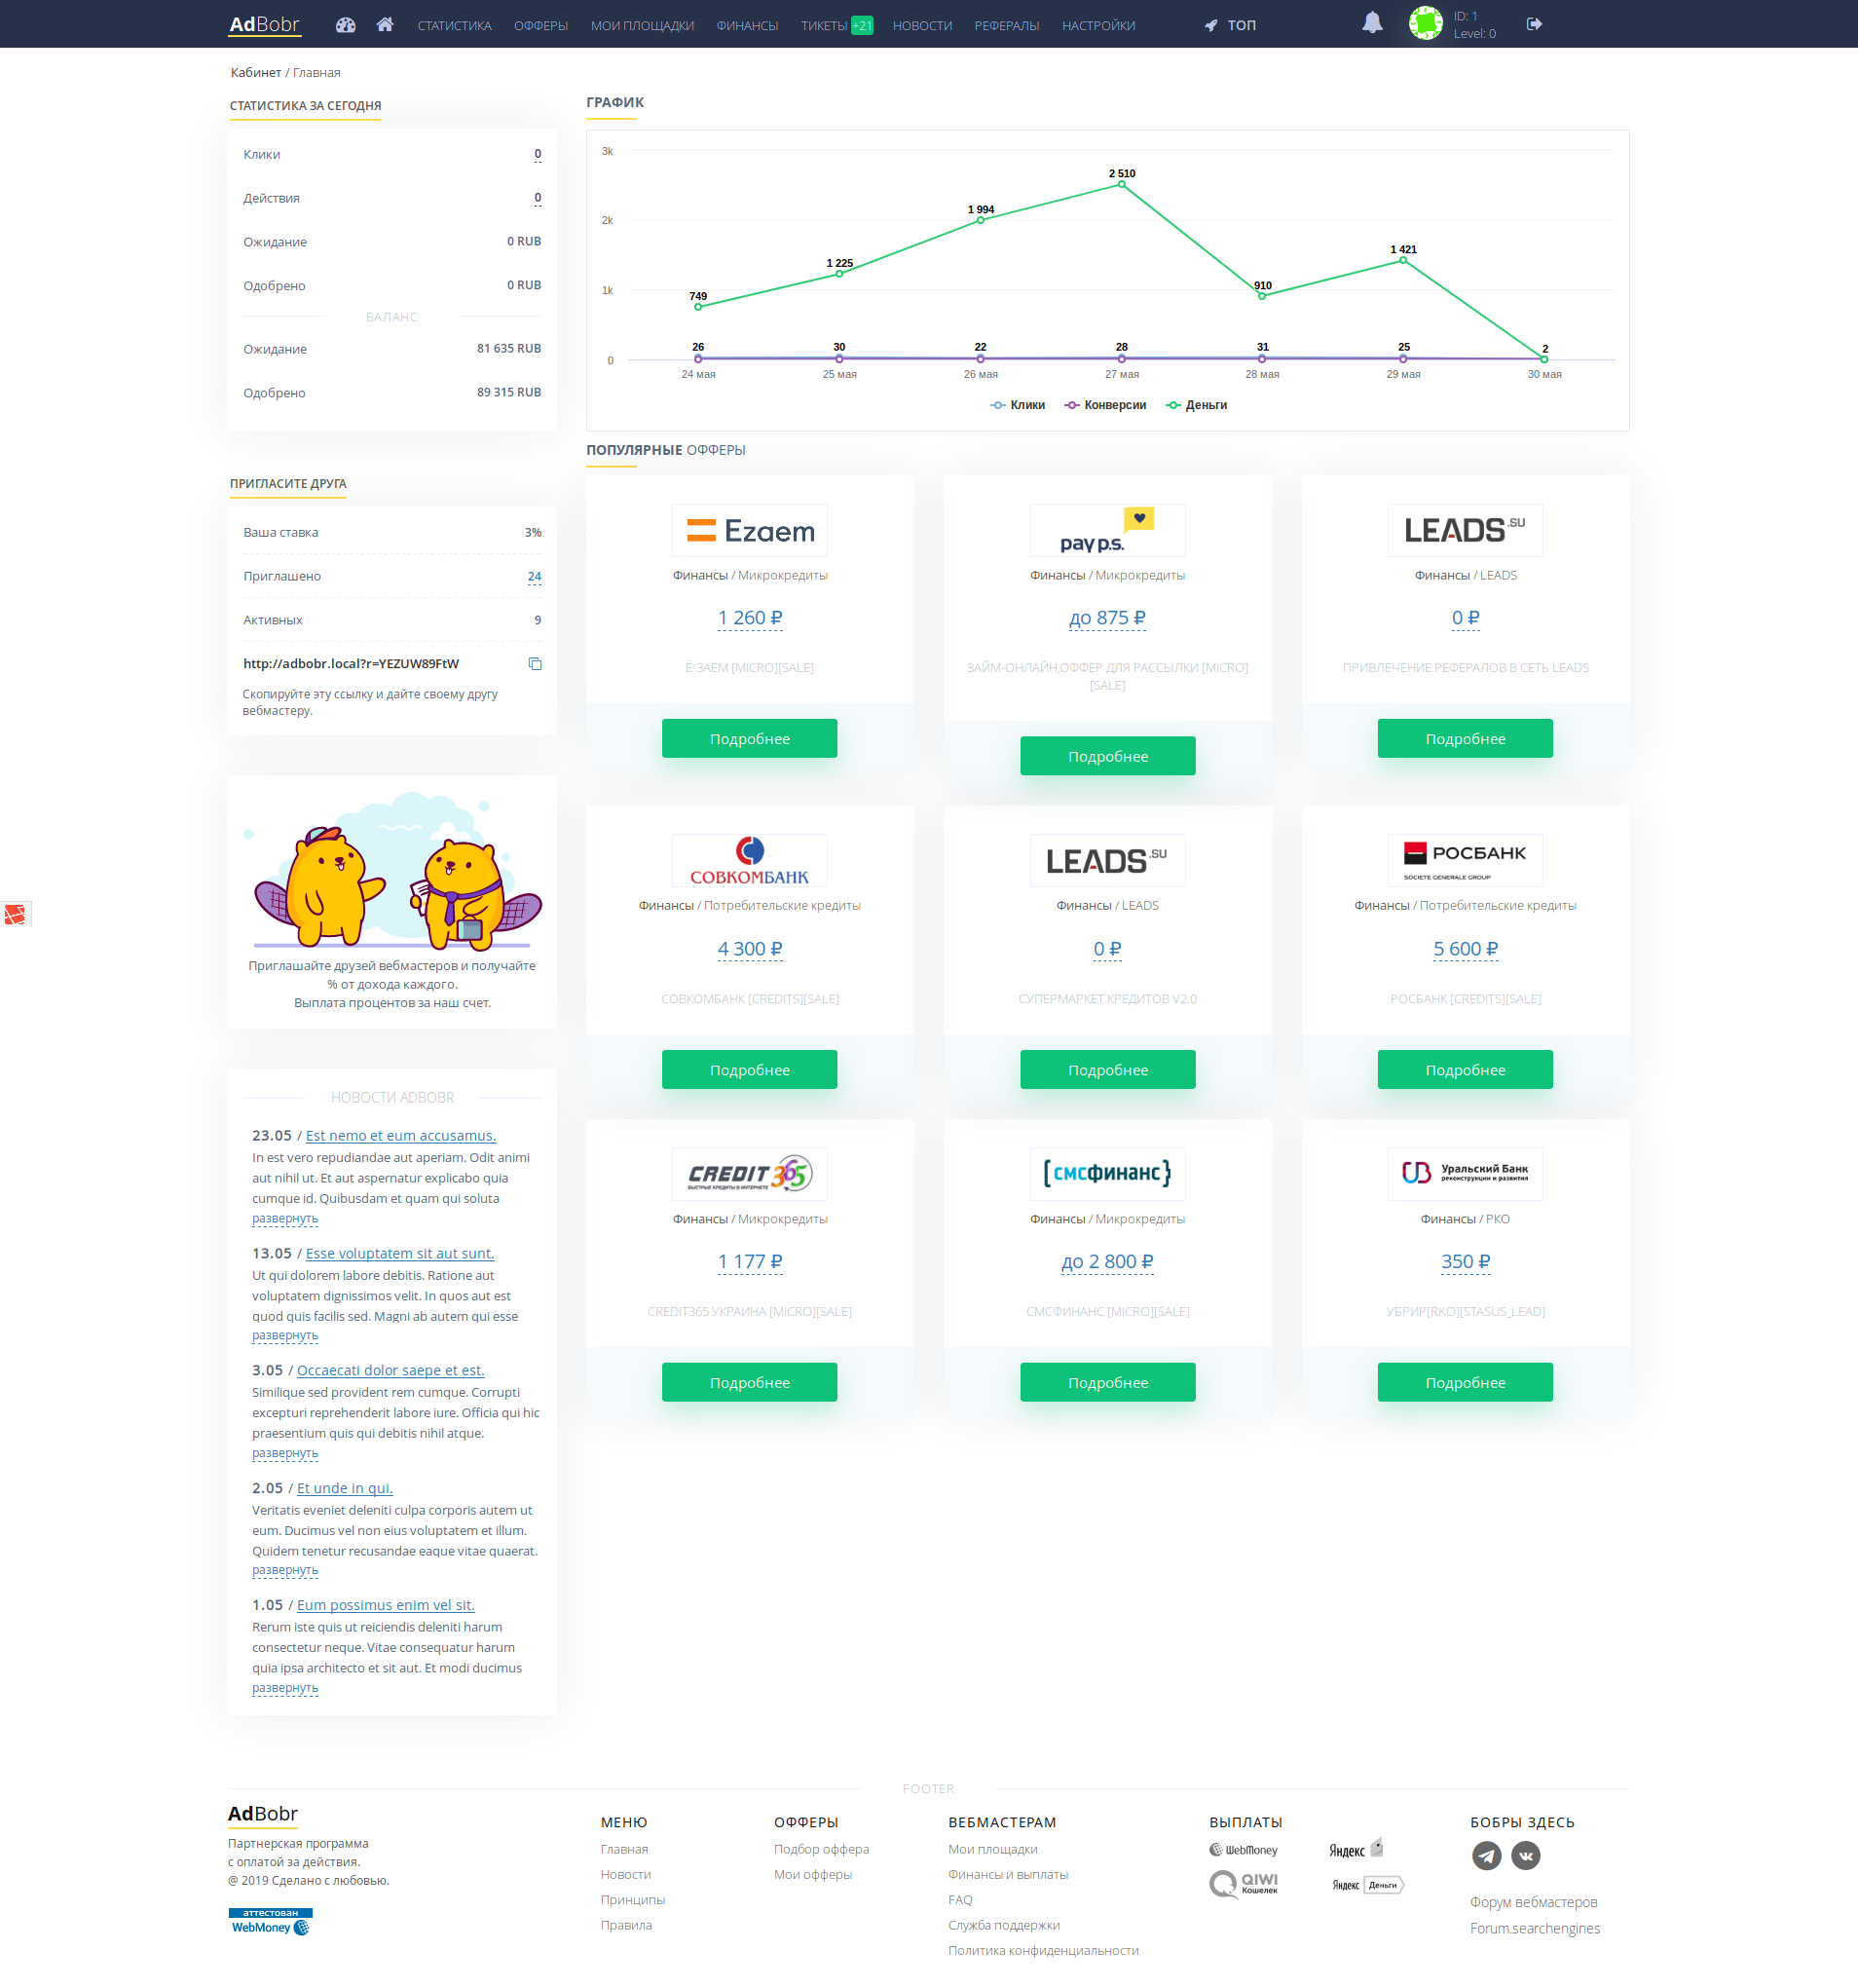 AdBobr
СТАТИСТИКА ОФФЕРЫ МОИ ПЛОЩАДКИ ФИНАНСЫ ТИКЕТЫ +21 НОВОСТИ РЕФЕРАЛЫ НАСТРОЙКИ ТОП
ID: 1
Level: 0
Кабинет / Главная
СТАТИСТИКА ЗА СЕГОДНЯ
Клики 0
Действия 0
Ожидание 0 RUB
Одобрено 0 RUB
БАЛАНС
Ожидание 81 635 RUB
Одобрено 89 315 RUB
ПРИГЛАСИТЕ ДРУГА
Ваша ставка 3%
Приглашено 24
Активных 9
http://adbobr.local?r=YEZUW89FtW
Скопируйте эту ссылку и дайте своему другу
вебмастеру.
Приглашайте друзей вебмастеров и получайте
% от дохода каждого.
Выплата процентов за наш счет.
НОВОСТИ ADBOBR
23.05 / Est nemo et eum accusamus.
In est vero repudiandae aut aperiam. Odit animi
aut nihil ut. Et aut aspernatur explicabo quia
cumque id. Quibusdam et quam qui soluta
развернуть
13.05 / Esse voluptatem sit aut sunt.
Ut qui dolorem labore debitis. Ratione aut
voluptatem dignissimos velit. In quos aut est
quod quis facilis sed. Magni ab autem qui esse
развернуть
3.05 / Occaecati dolor saepe et est.
Similique sed provident rem cumque. Corrupti
excepturi reprehenderit labore iure. Officia qui hic
praesentium quis qui debitis nihil atque.
развернуть
2.05 / Et unde in qui.
Veritatis eveniet deleniti culpa corporis autem ut
eum. Ducimus vel non eius voluptatem et illum.
Quidem tenetur recusandae eaque vitae quaerat.
развернуть
1.05 / Eum possimus enim vel sit.
Rerum iste quis ut reiciendis deleniti harum
consectetur neque. Vitae consequatur harum
quia ipsa architecto et sit aut. Et modi ducimus
развернуть
ГРАФИК
3k
2k
1k
0
749 1 225 1 994 2 510 910 1 421 2
26 30 22 28 31 25
24 мая 25 мая 26 мая 27 мая 28 мая 29 мая 30 мая
Клики Конверсии Деньги
ПОПУЛЯРНЫЕ ОФФЕРЫ
Ezaem
Финансы / Микрокредиты
1 260 ₽
Е-ЗАЕМ [MICRO][SALE]
Подробнее
pay p.s.
Финансы / Микрокредиты
до 875 ₽
ЗАЙМ-ОНЛАЙН,ОФФЕР ДЛЯ РАССЫЛКИ [MICRO]
[SALE]
Подробнее
LEADS.SU
Финансы / LEADS
0 ₽
ПРИВЛЕЧЕНИЕ РЕФЕРАЛОВ В СЕТЬ LEADS
Подробнее
СОВКОМБАНК
Финансы / Потребительские кредиты
4 300 ₽
СОВКОМБАНК [CREDITS][SALE]
Подробнее
LEADS.SU
Финансы / LEADS
0 ₽
СУПЕРМАРКЕТ КРЕДИТОВ V2.0
Подробнее
РОСБАНК
SOCIETE GENERALE GROUP
Финансы / Потребительские кредиты
5 600 ₽
РОСБАНК [CREDITS][SALE]
Подробнее
CREDIT 365
БЫСТРЫЕ КРЕДИТЫ В ИНТЕРНЕТЕ
Финансы / Микрокредиты
1 177 ₽
CREDIT365 УКРАИНА [MICRO][SALE]
Подробнее
[смсфинанс]
Финансы / Микрокредиты
до 2 800 ₽
СМСФИНАНС [MICRO][SALE]
Подробнее
Уральский Банк
реконструкции и развития
Финансы / РКО
350 ₽
УБРИР[RKO][STASUS_LEAD]
Подробнее
FOOTER
AdBobr
Партнерская программа
с оплатой за действия.
@ 2019 Сделано с любовью.
аттестован
WebMoney
МЕНЮ
Главная
Новости
Принципы
Правила
ОФФЕРЫ
Подбор оффера
Мои офферы
ВЕБМАСТЕРАМ
Мои площадки
Финансы и выплаты
FAQ
Служба поддержки
Политика конфиденциальности
ВЫПЛАТЫ
WebMoney Яндекс
QIWI Кошелек Яндекс Деньги
БОБРЫ ЗДЕСЬ
Форум вебмастеров
Forum.searchengines